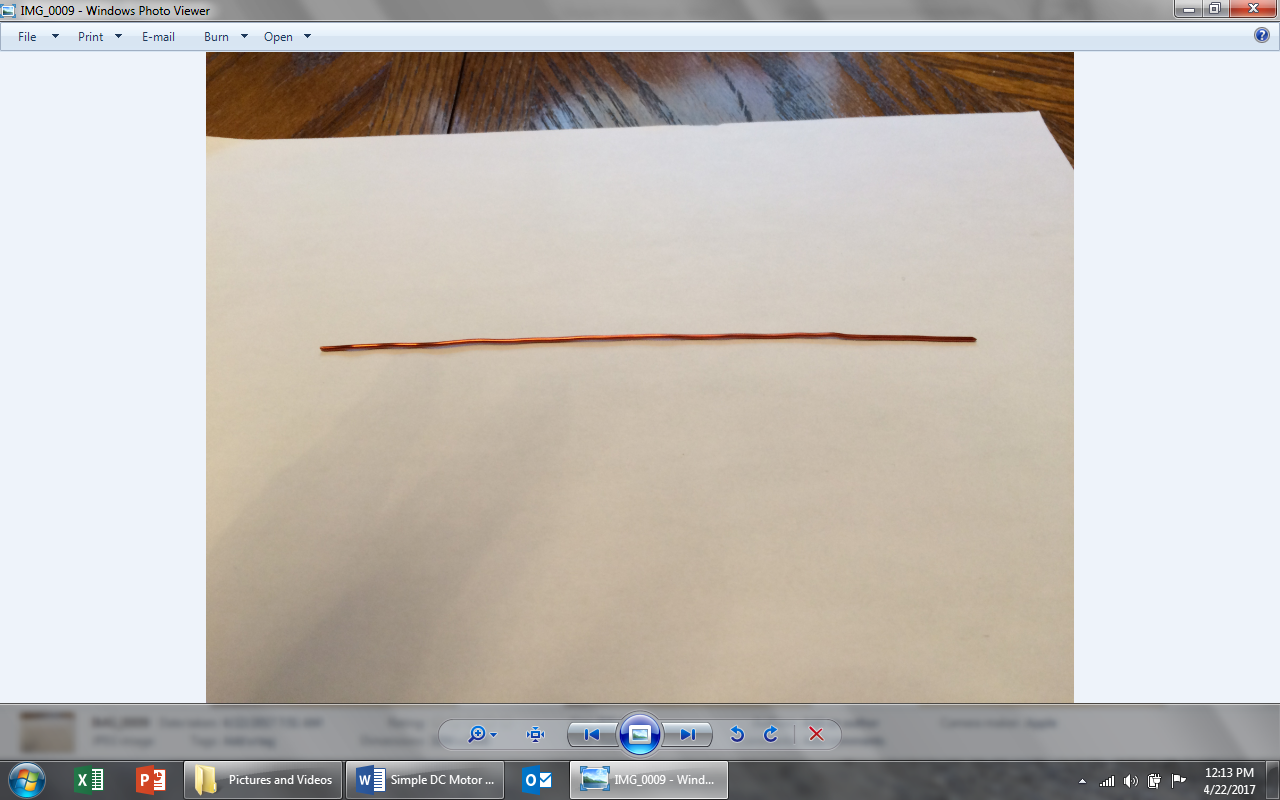 IMG_0009 - Windows Photo Viewer
File Print E-mail Burn Open
Pictures and Videos
Simple DC Motor ...
IMG_0009 - Wind...
12:13 PM
4/22/2017